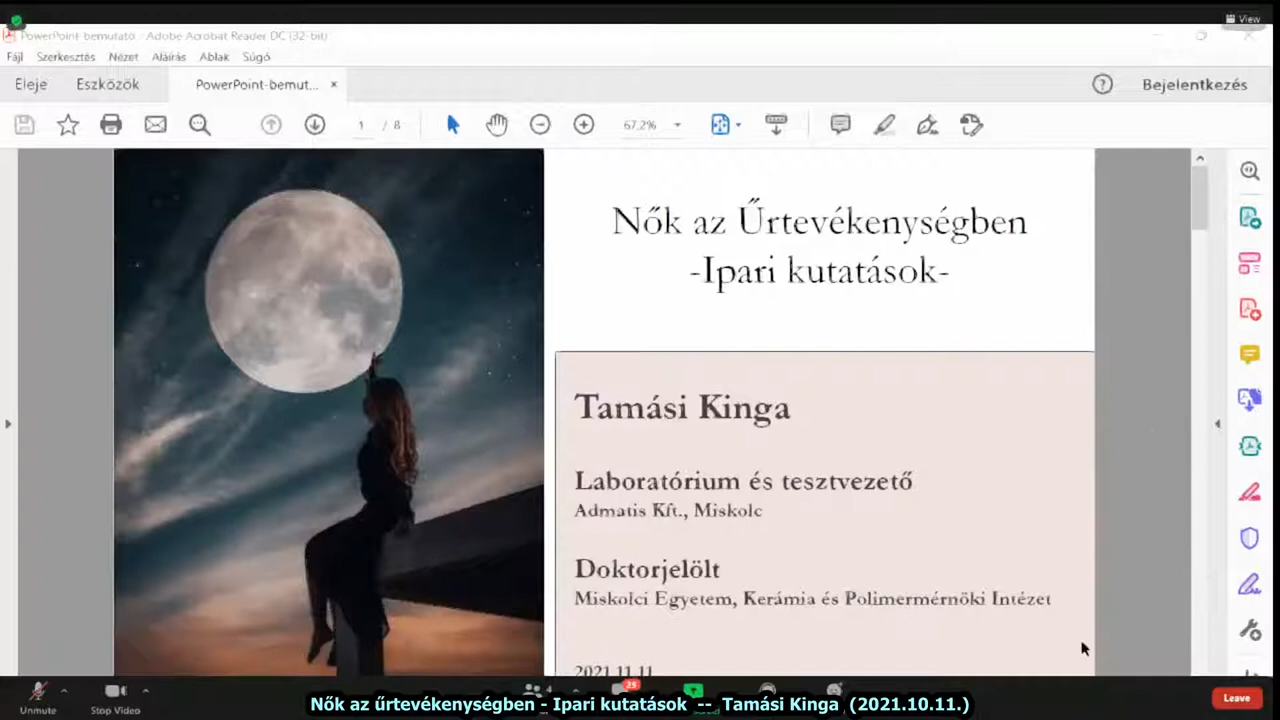 View
PowerPoint-bemutató - Adobe Acrobat Reader DC (32-bit)
Fájl Szerkesztés Nézet Aláírás Ablak Súgó
Eleje Eszközök PowerPoint-bemut... × ? Bejelentkezés
1 / 8 67,2%
Nők az Űrtevékenységben
-Ipari kutatások-
Tamási Kinga
Laboratórium és tesztvezető
Admatis Kft., Miskolc
Doktorjelölt
Miskolci Egyetem, Kerámia és Polimermérnöki Intézet
2021.11.11
Unmute Stop Video 4 25 Leave
Nők az űrtevékenységben - Ipari kutatások -- Tamási Kinga (2021.10.11.)